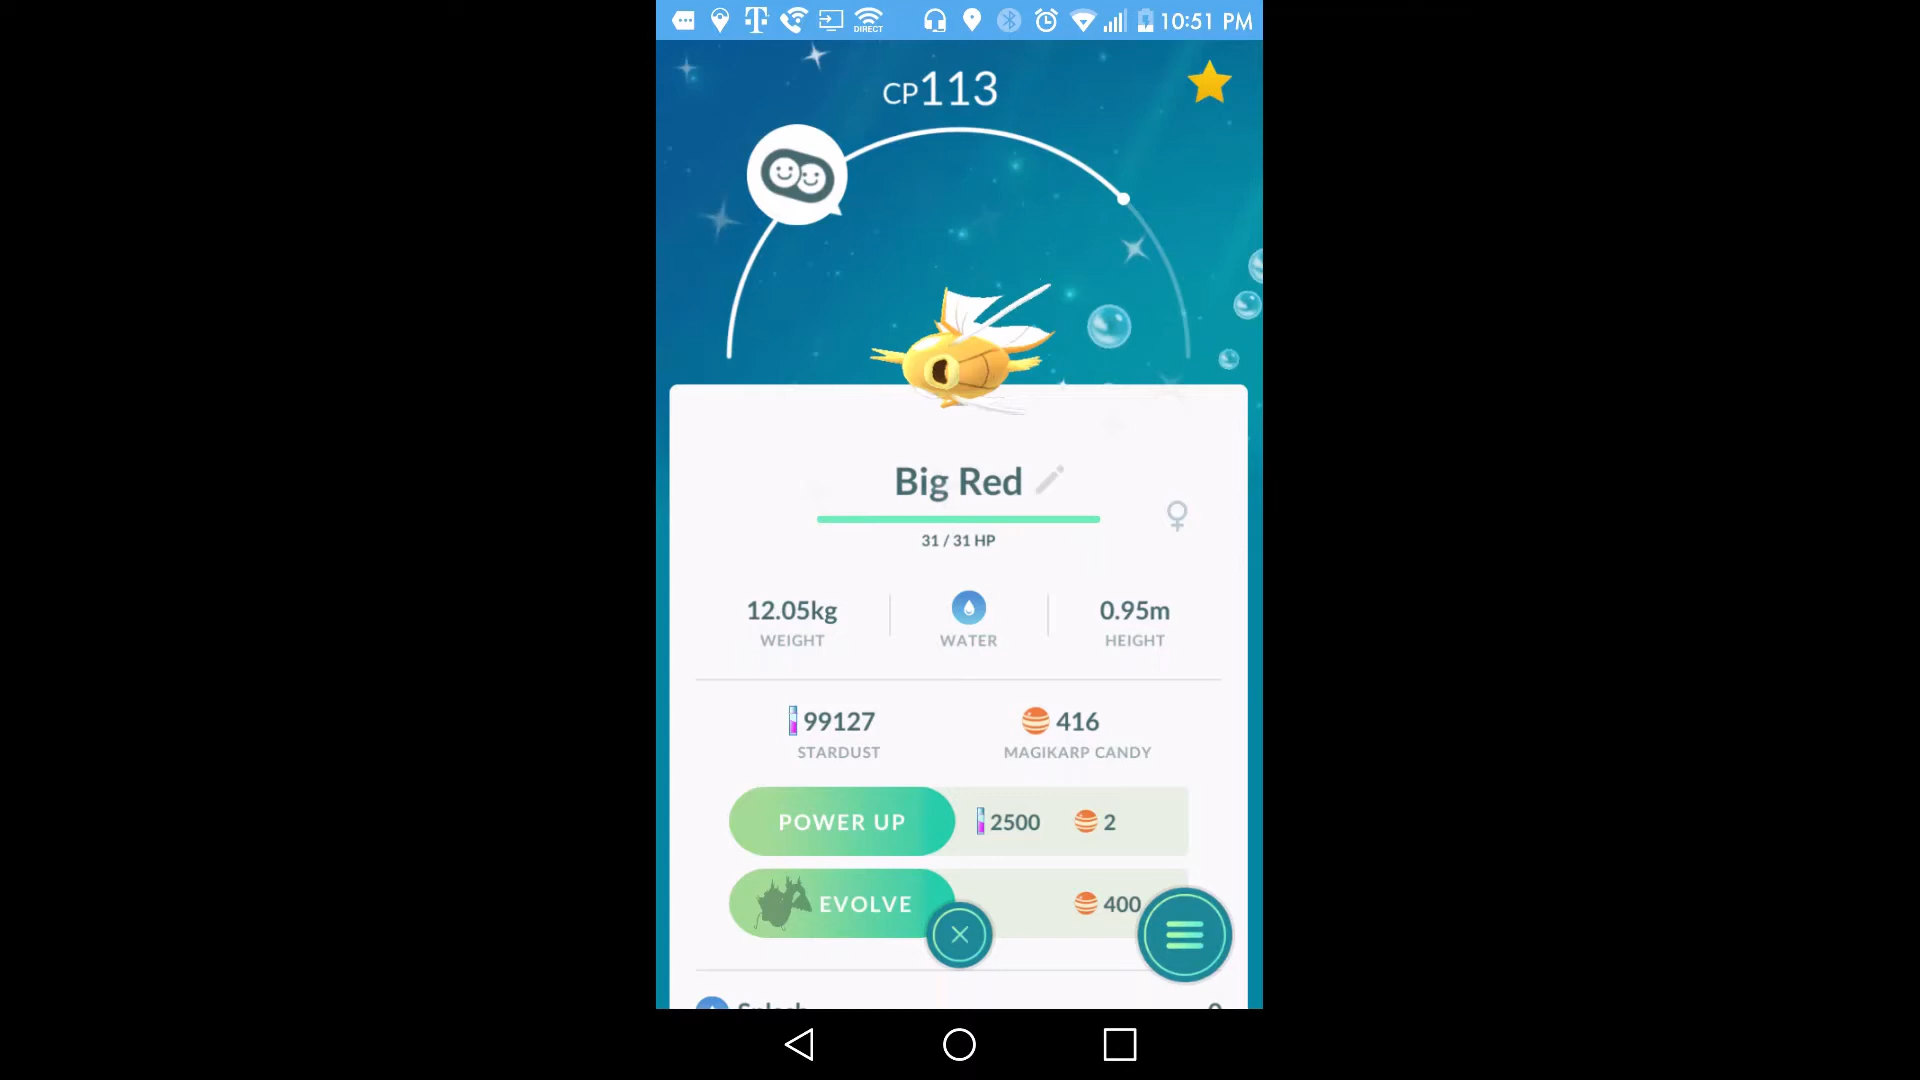 DIRECT
10:51 PM
CP113
Big Red
31 / 31 HP
12.05kg
WEIGHT
WATER
0.95m
HEIGHT
99127
STARDUST
416
MAGIKARP CANDY
POWER UP 2500 2
EVOLVE 400